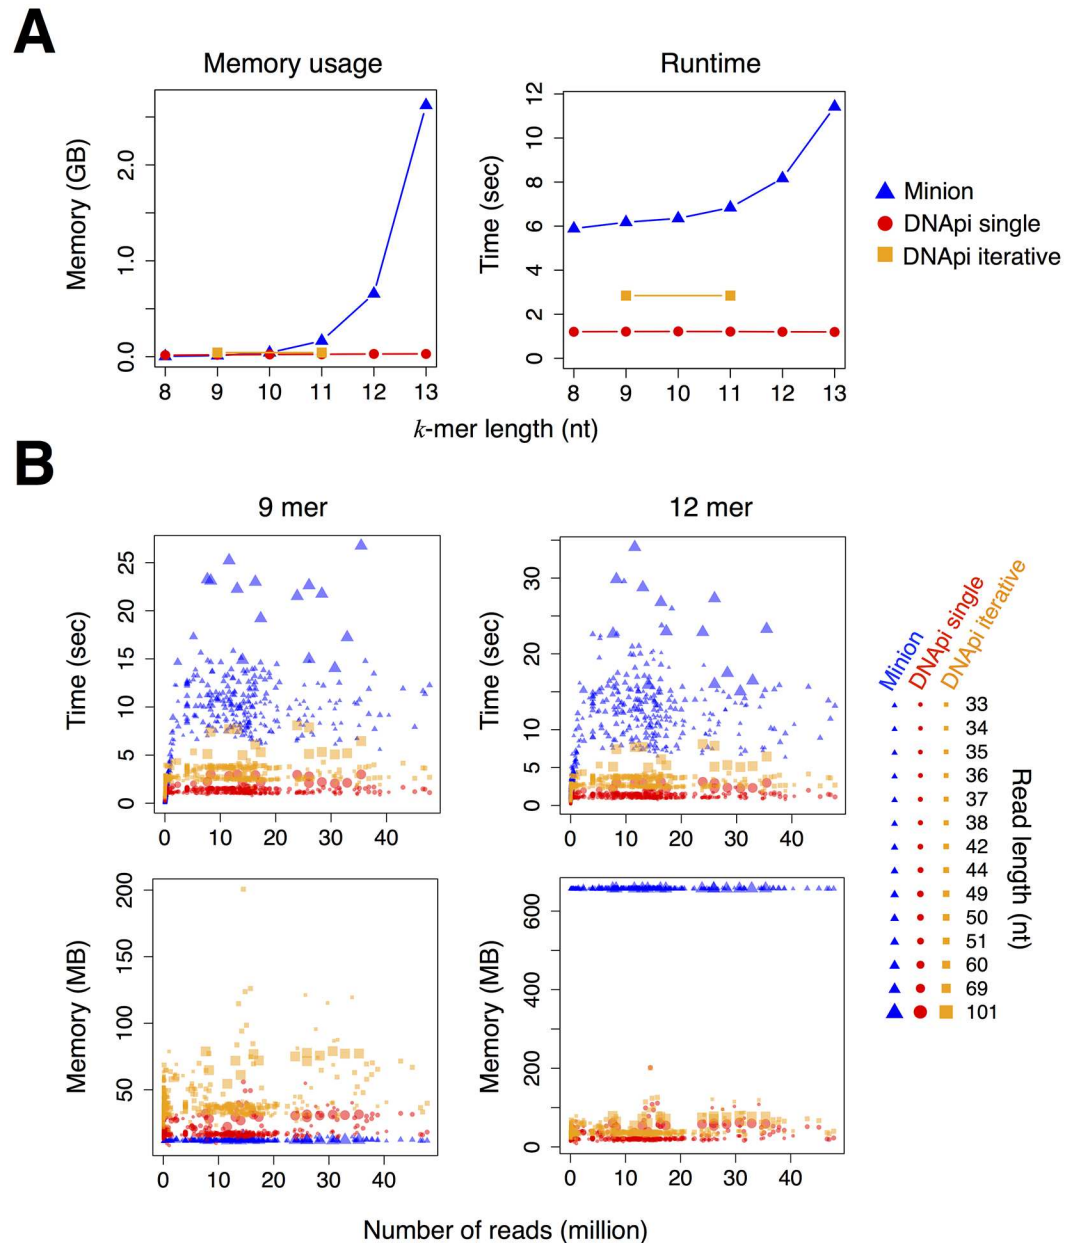 A
Memory usage
Memory (GB)
0.0 1.0 2.0
8 9 10 11 12 13
Runtime
Time (sec)
0 2 4 6 8 10 12
8 9 10 11 12 13
Minion
DNApi single
DNApi iterative
k-mer length (nt)
B
9 mer
Time (sec)
0 5 10 15 20 25
0 10 20 30 40
12 mer
Time (sec)
0 5 10 20 30
0 10 20 30 40
Memory (MB)
50 100 150 200
0 10 20 30 40
Memory (MB)
0 200 400 600
0 10 20 30 40
Number of reads (million)
Minion
DNApi single
DNApi iterative
33
34
35
36
37
38
42
44
49
50
51
60
69
101
Read length (nt)